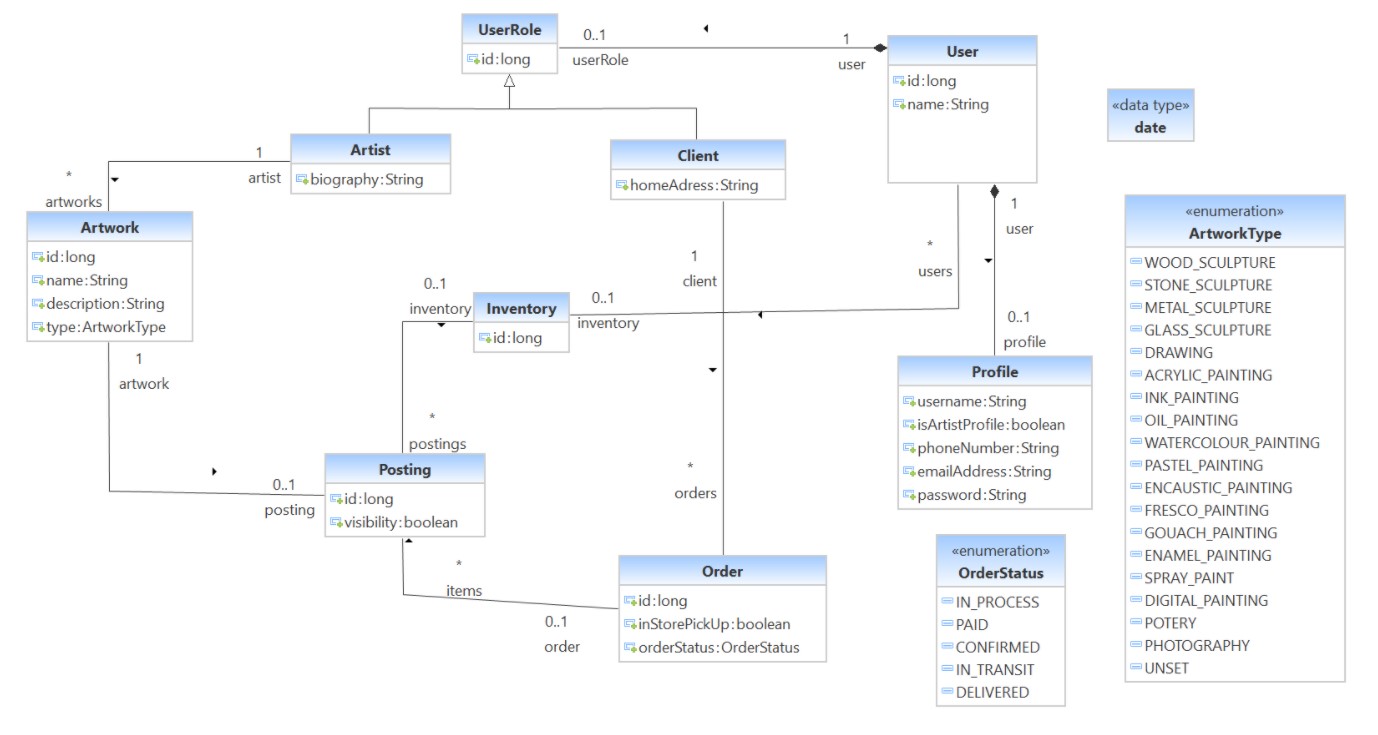 UserRole
id:long
0..1
userRole
1
user
User
id:long
name:String
«data type»
date
Artist
biography:String
1
artist
*
artworks
Client
homeAdress:String
Artwork
id:long
name:String
description:String
type:ArtworkType
1
artwork
1
client
*
users
1
user
0..1
profile
0..1
inventory
Inventory
id:long
0..1
inventory
*
postings
Posting
id:long
visibility:boolean
0..1
posting
*
items
*
orders
Order
id:long
inStorePickUp:boolean
orderStatus:OrderStatus
0..1
order
Profile
username:String
isArtistProfile:boolean
phoneNumber:String
emailAddress:String
password:String
«enumeration»
OrderStatus
IN_PROCESS
PAID
CONFIRMED
IN_TRANSIT
DELIVERED
«enumeration»
ArtworkType
WOOD_SCULPTURE
STONE_SCULPTURE
METAL_SCULPTURE
GLASS_SCULPTURE
DRAWING
ACRYLIC_PAINTING
INK_PAINTING
OIL_PAINTING
WATERCOLOUR_PAINTING
PASTEL_PAINTING
ENCAUSTIC_PAINTING
FRESCO_PAINTING
GOUACH_PAINTING
ENAMEL_PAINTING
SPRAY_PAINT
DIGITAL_PAINTING
POTERY
PHOTOGRAPHY
UNSET